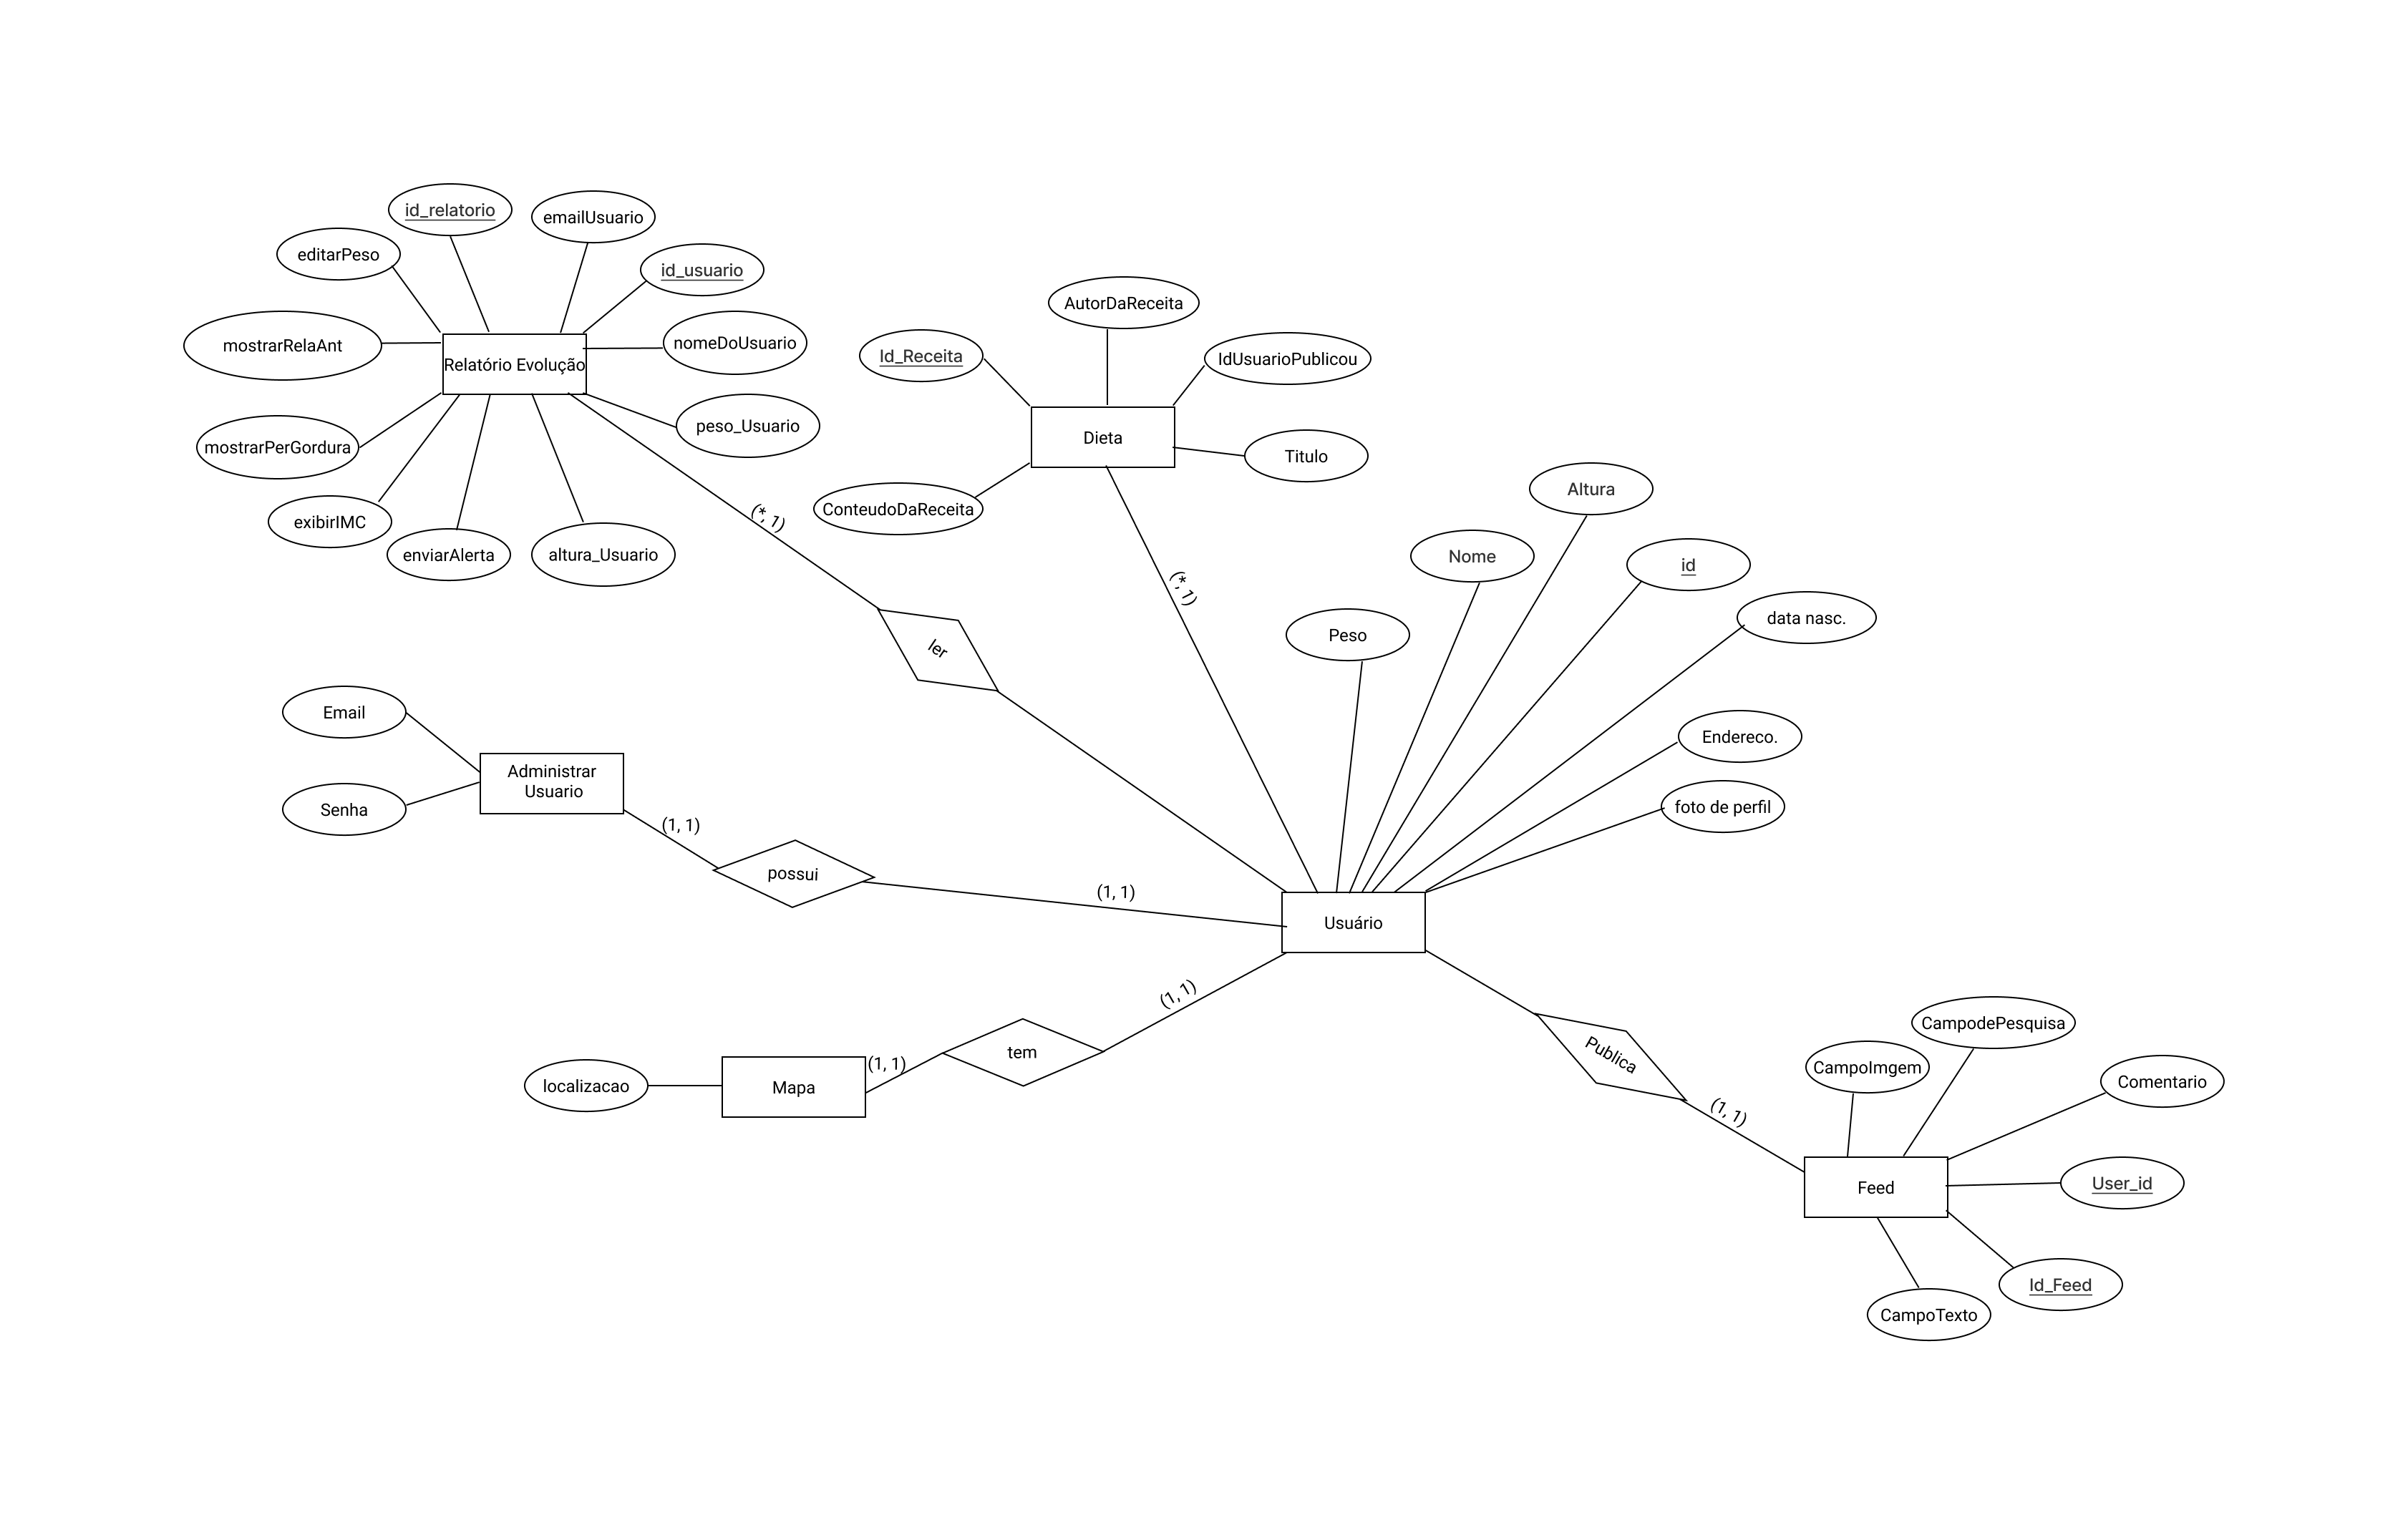 id_relatorio
emailUsuario
editarPeso
id_usuario
mostrarRelaAnt
nomeDoUsuario
Relatório Evolução
peso_Usuario
mostrarPerGordura
exibirIMC
enviarAlerta
altura_Usuario
(*, 1)
ler
AutorDaReceita
Id_Receita
IdUsuarioPublicou
Dieta
Titulo
ConteudoDaReceita
(*, 1)
Altura
Nome
id
data nasc.
Peso
Endereco.
foto de perfil
Email
Administrar
Usuario
Senha
(1, 1)
possui
(1, 1)
Usuário
(1, 1)
tem
(1, 1)
localizacao
Mapa
Publica
(1, 1)
CampodePesquisa
CampoImgem
Comentario
User_id
Feed
Id_Feed
CampoTexto